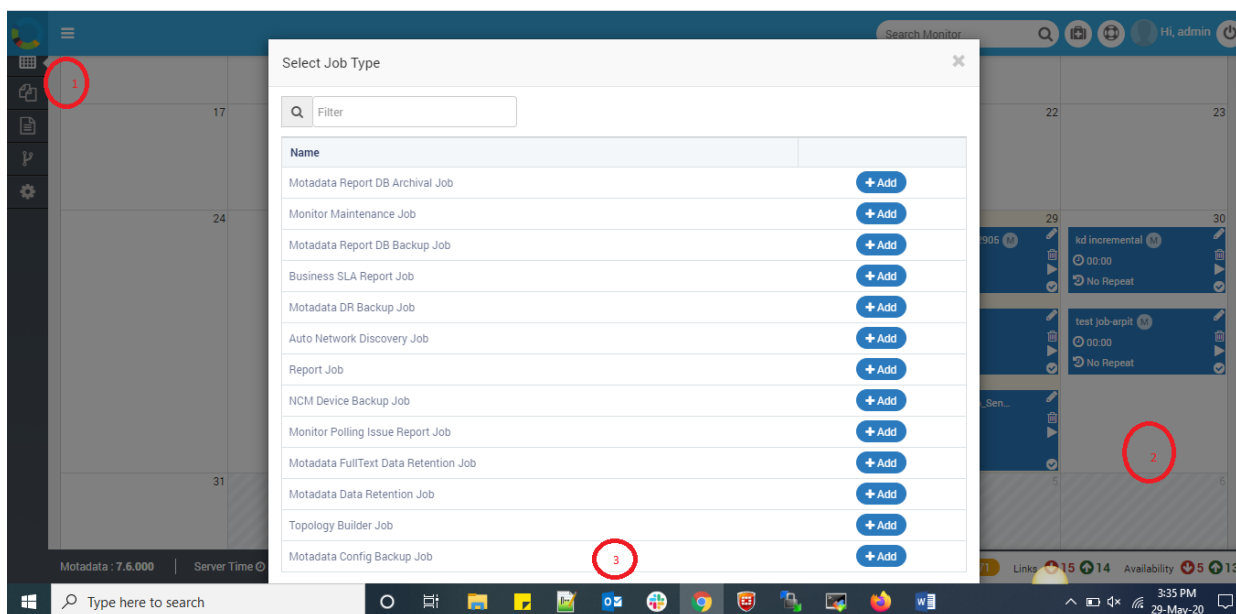 Search Monitor
Hi, admin
Select Job Type
1
Filter
17
22
23
Name
Motadata Report DB Archival Job
+ Add
Monitor Maintenance Job
+ Add
24
29
30
Motadata Report DB Backup Job
+ Add
2905 M
kd incremental M
00:00
Business SLA Report Job
+ Add
No Repeat
Motadata DR Backup Job
+ Add
test job-arpit M
Auto Network Discovery Job
+ Add
00:00
No Repeat
Report Job
+ Add
NCM Device Backup Job
+ Add
_Sen...
Monitor Polling Issue Report Job
+ Add
2
Motadata FullText Data Retention Job
+ Add
31
5
6
Motadata Data Retention Job
+ Add
Topology Builder Job
+ Add
Motadata Config Backup Job
3
+ Add
Motadata : 7.6.000
Server Time
71
Links
15
14
Availability
5
13
Type here to search
3:35 PM
29-May-20